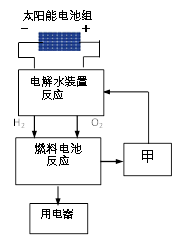 太阳能电池组
− +
电解水装置
反应
H₂ O₂
燃料电池
反应
甲
用电器